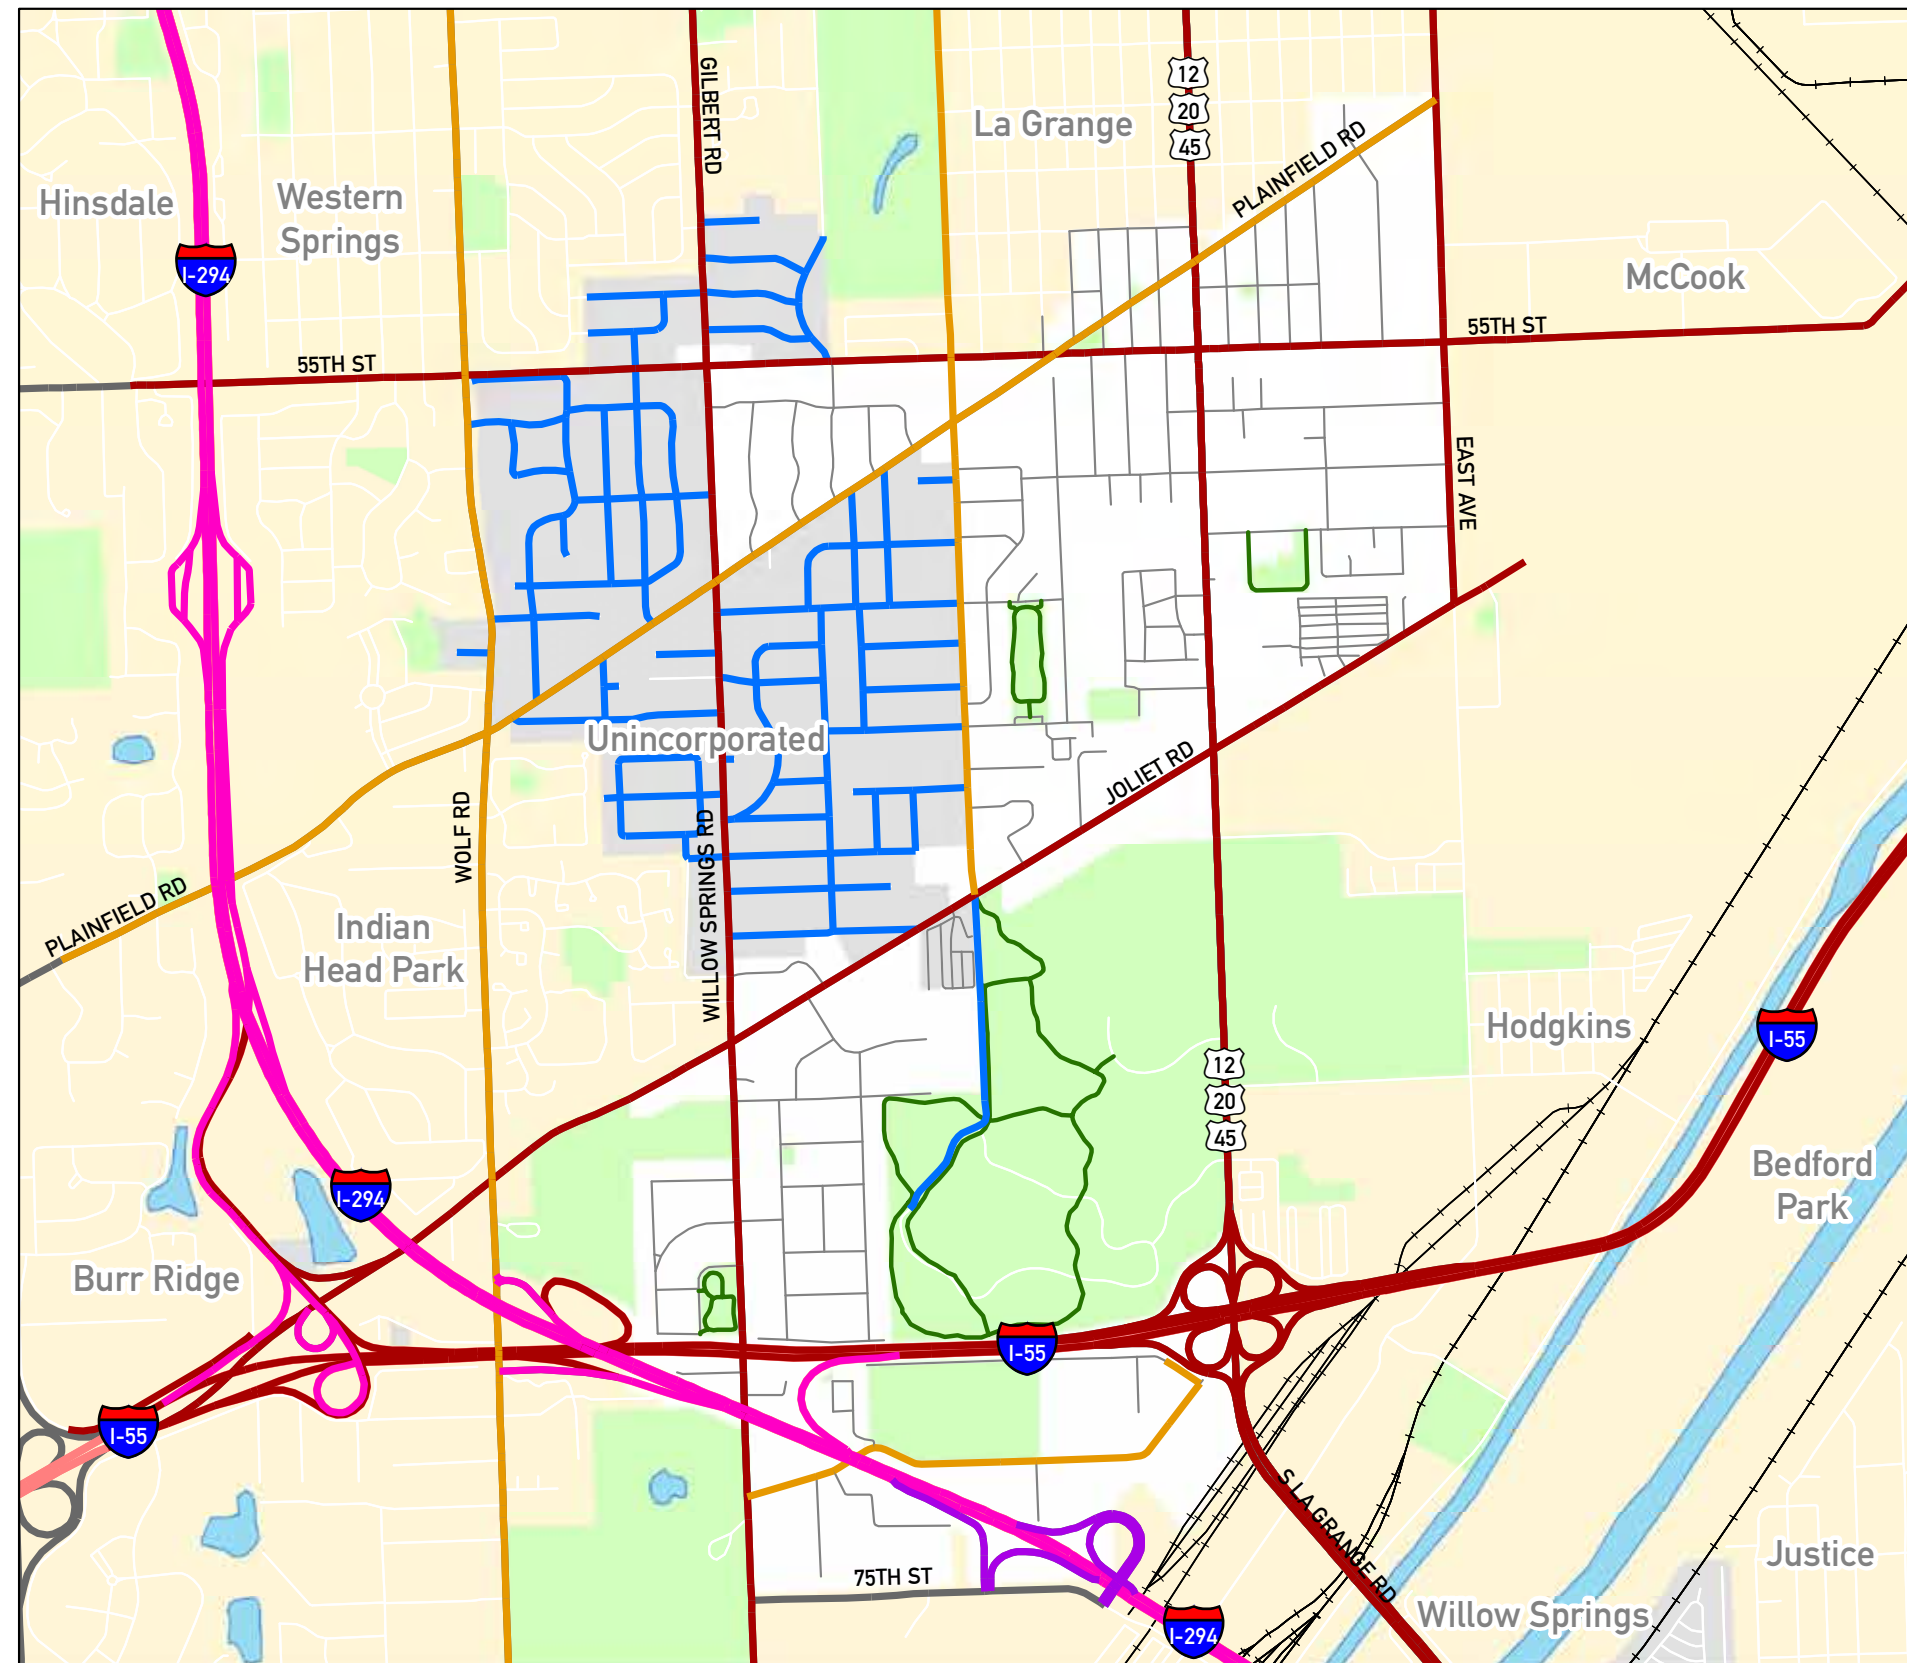 GILBERT RD
12
20
45
La Grange
PLAINFIELD RD
Hinsdale
Western
Springs
I-294
McCook
55TH ST
55TH ST
EAST AVE
Unincorporated
JOLIET RD
WOLF RD
WILLOW SPRINGS RD
PLAINFIELD RD
Indian
Head Park
Hodgkins
I-55
12
20
45
I-294
Bedford
Park
Burr Ridge
I-55
I-55
S LA GRANGE RD
75TH ST
Justice
Willow Springs
I-294